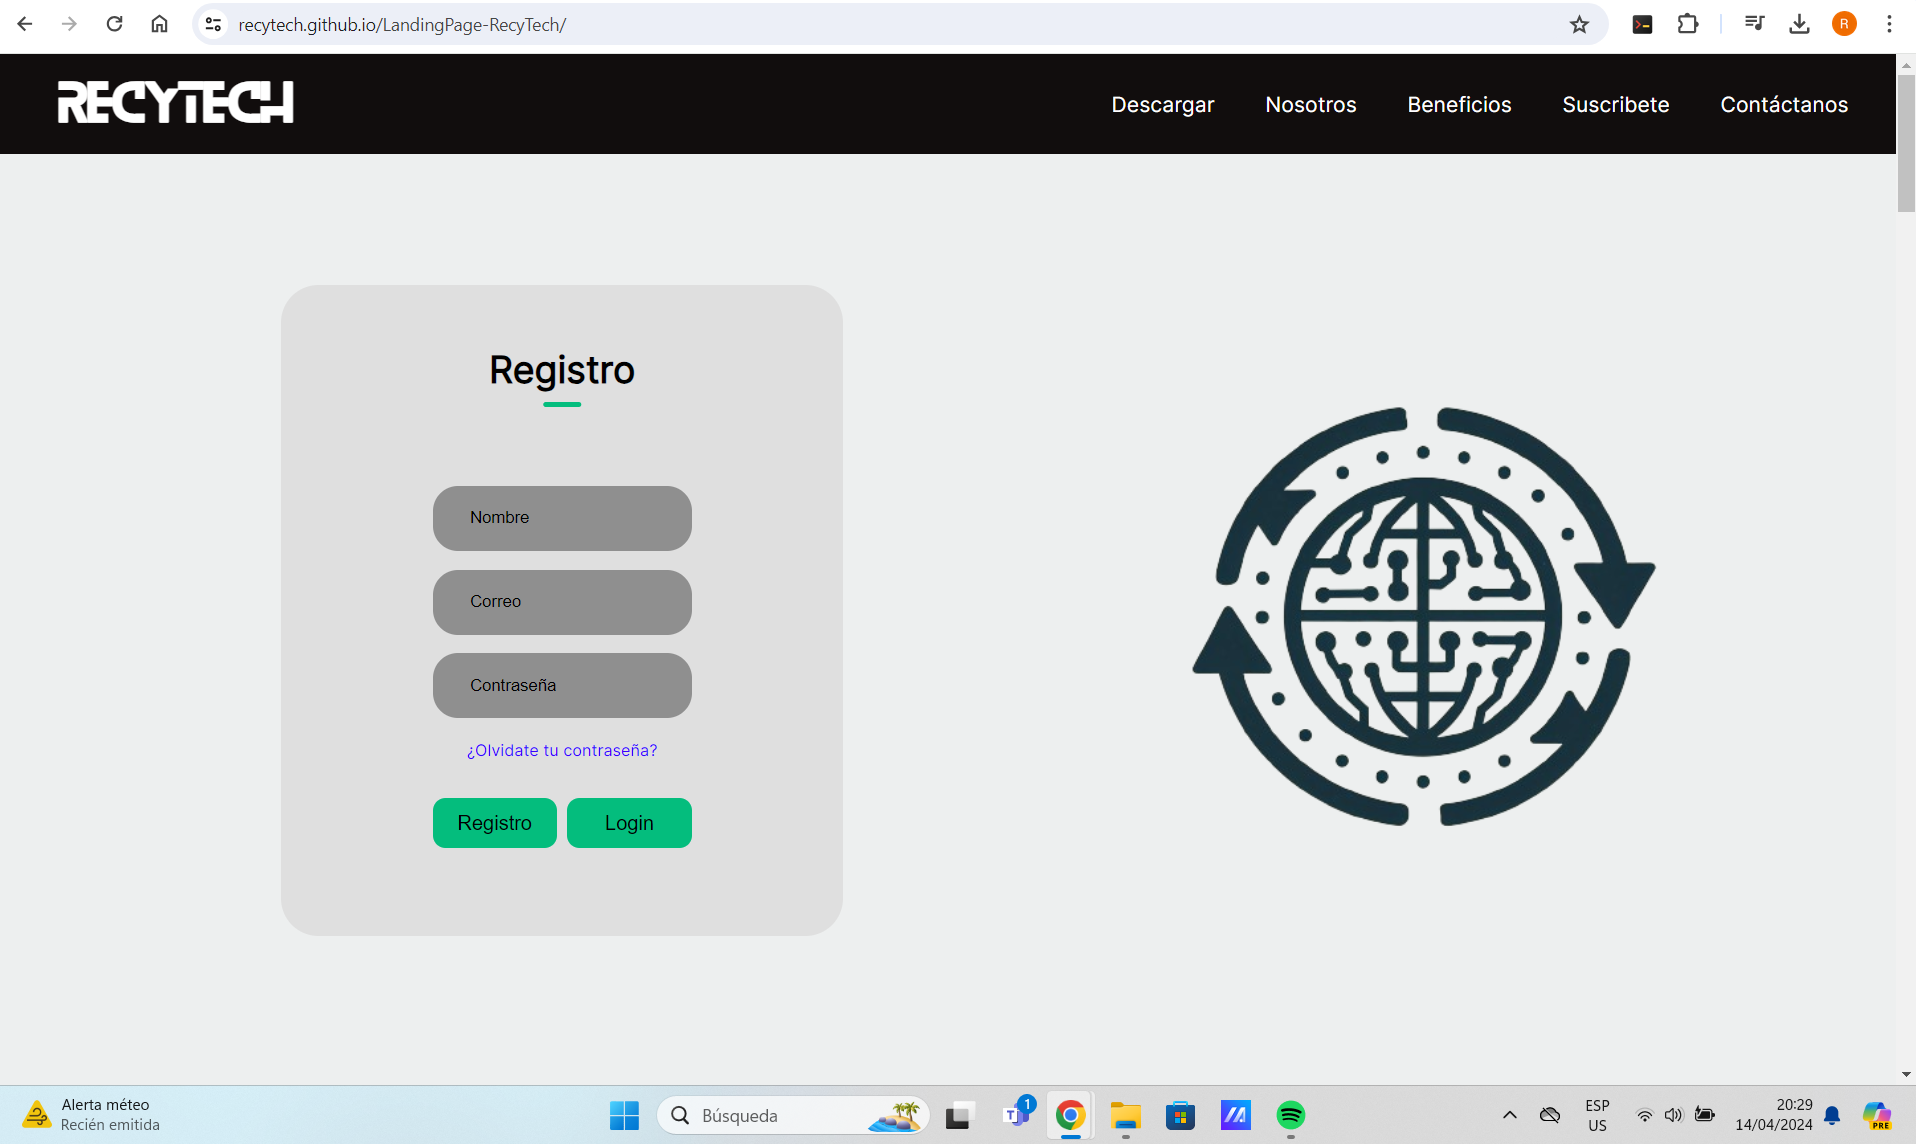 recytech.github.io/LandingPage-RecyTech/
R
RECYTECH
Descargar
Nosotros
Beneficios
Suscribete
Contáctanos
Registro
Nombre
Correo
Contraseña
¿Olvidate tu contraseña?
Registro
Login
Alerta méteo
Recién emitida
Búsqueda
T
1
ESP
US
20:29
14/04/2024
PRE